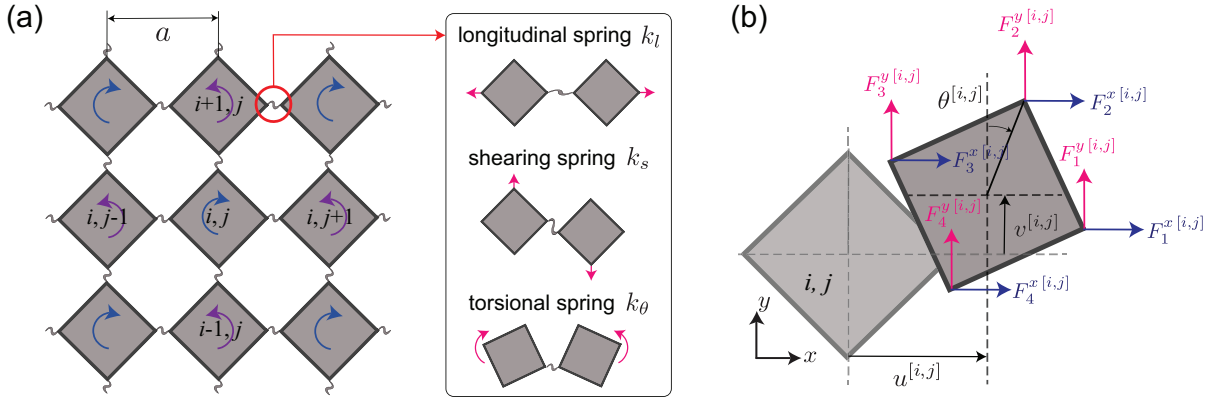 (a)
a
i+1, j
i, j-1
i, j
i, j+1
i-1, j
longitudinal spring k_l
shearing spring k_s
torsional spring k_θ
(b)
F_2^{y [i,j]}
F_3^{y [i,j]}
θ^{[i,j]}
F_2^{x [i,j]}
F_1^{y [i,j]}
F_3^{x [i,j]}
F_4^{y [i,j]}
v^{[i,j]}
F_1^{x [i,j]}
i, j
F_4^{x [i,j]}
y
x
u^{[i,j]}